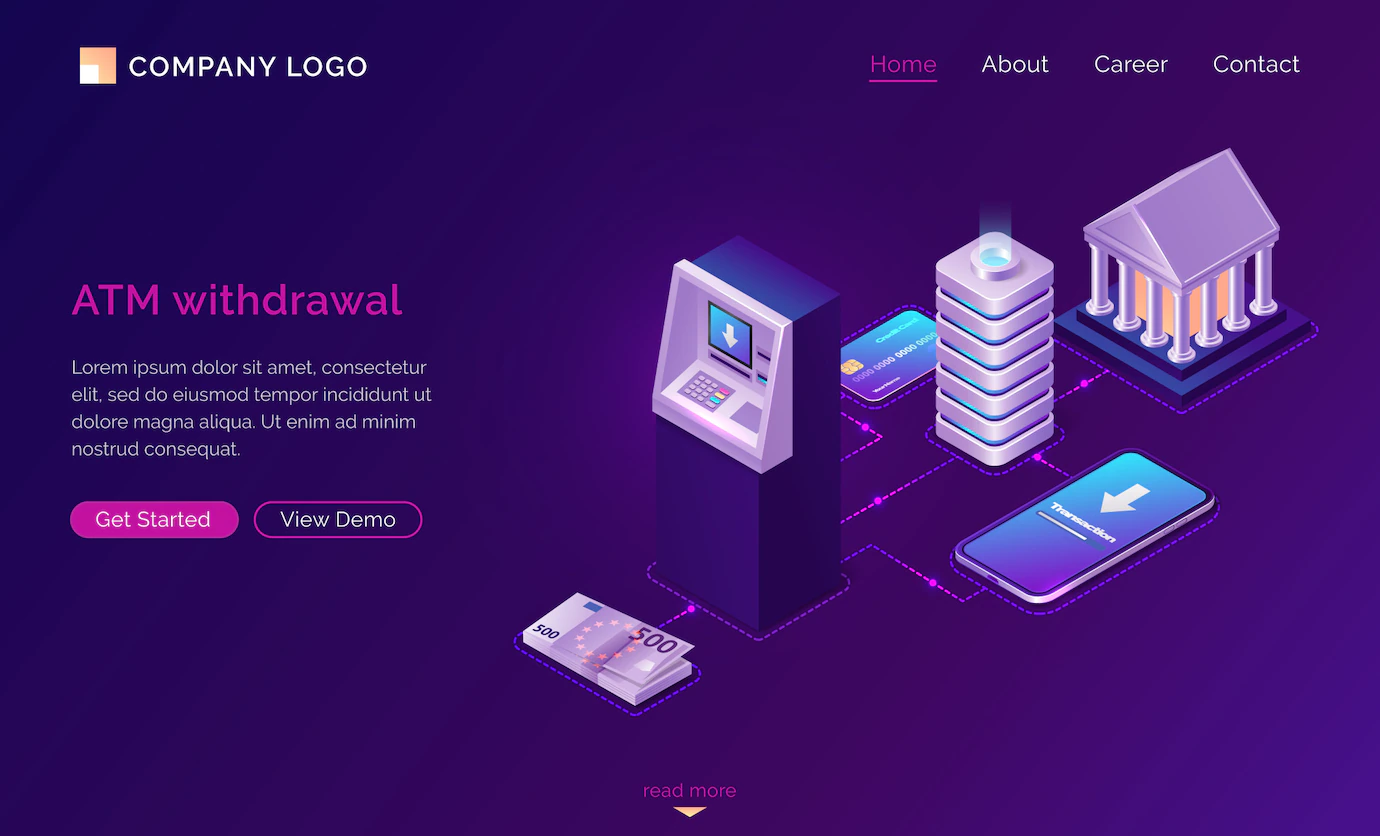 COMPANY LOGO
Home About Career Contact
ATM withdrawal
Lorem ipsum dolor sit amet, consectetur
elit, sed do eiusmod tempor incididunt ut
dolore magna aliqua. Ut enim ad minim
nostrud consequat.
Get Started View Demo
Credit Card
0000 0000 0000 0000
YourName
Transaction
500
500
read more